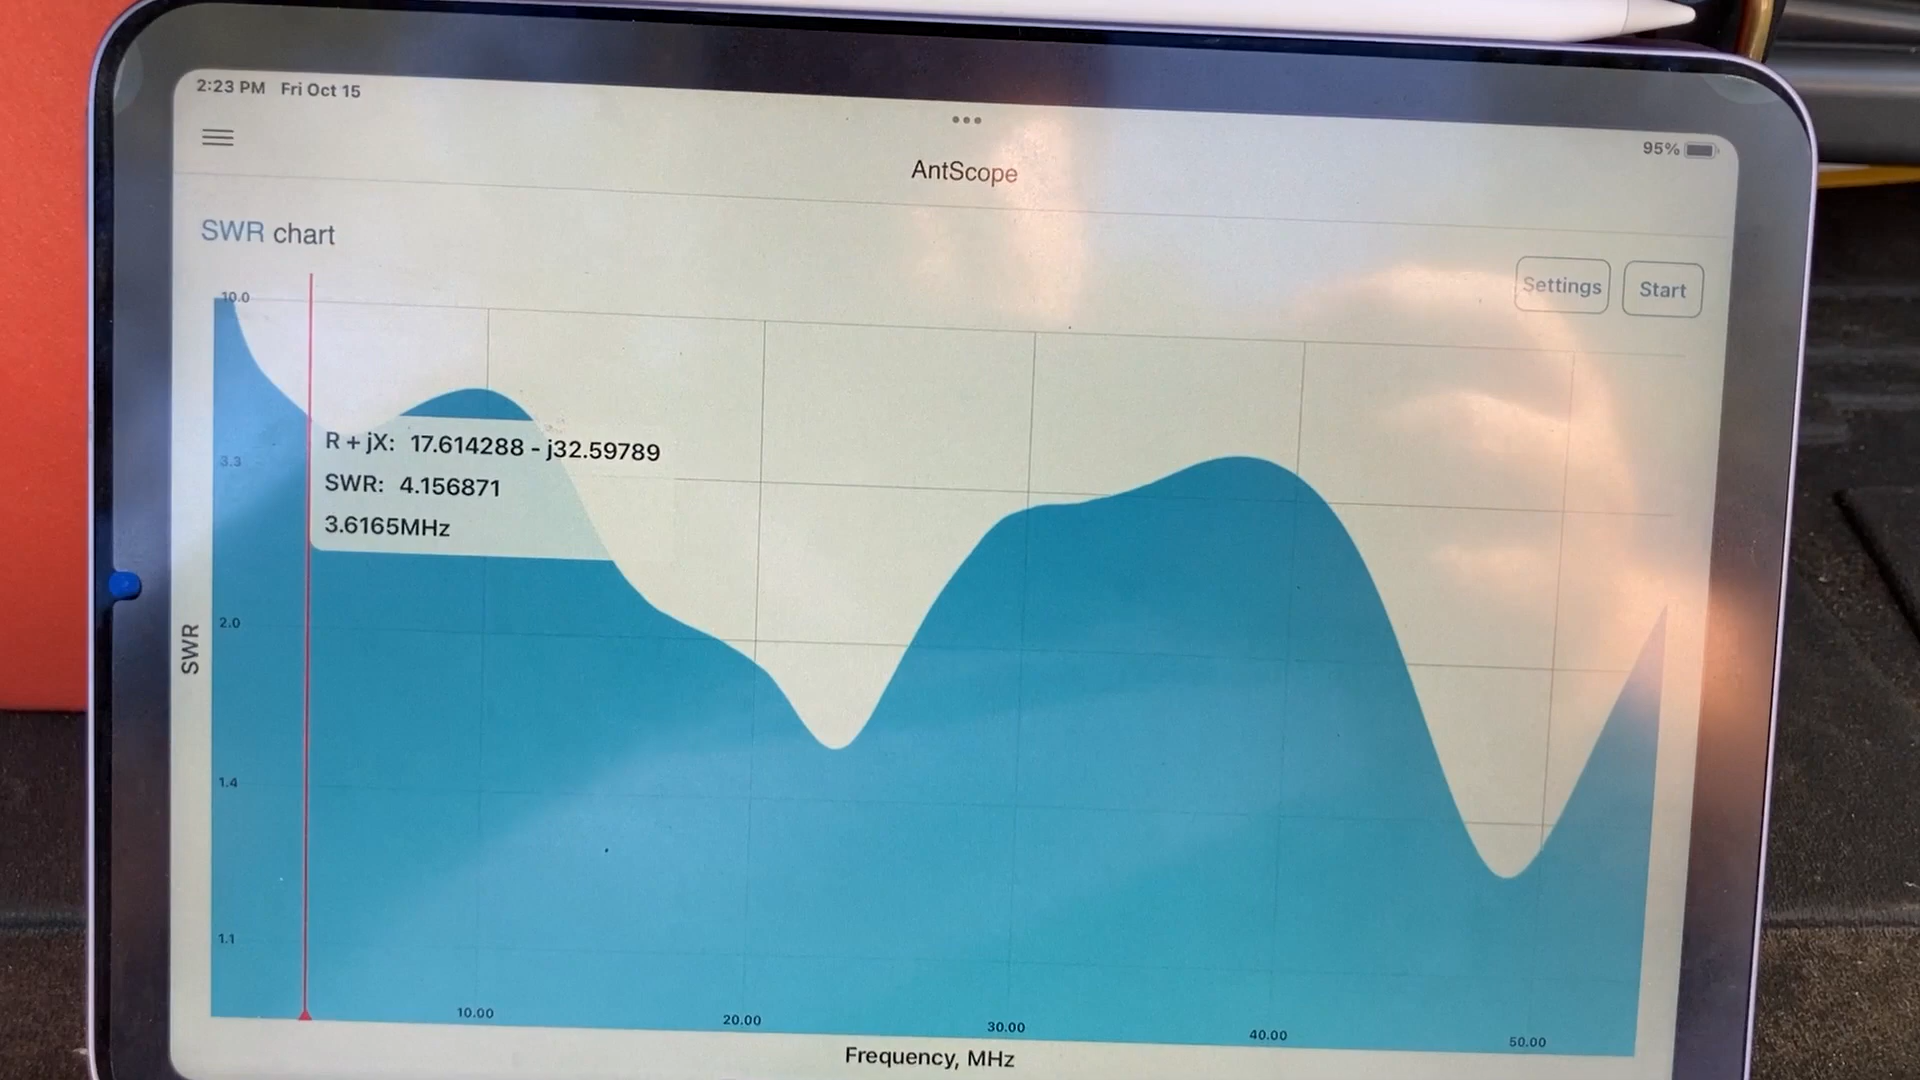 2:23 PM Fri Oct 15
95%
AntScope
SWR chart
Settings
Start
10.0
3.3
2.0
1.4
1.1
R + jX: 17.614288 - j32.59789
SWR: 4.156871
3.6165MHz
SWR
10.00
20.00
30.00
40.00
50.00
Frequency, MHz